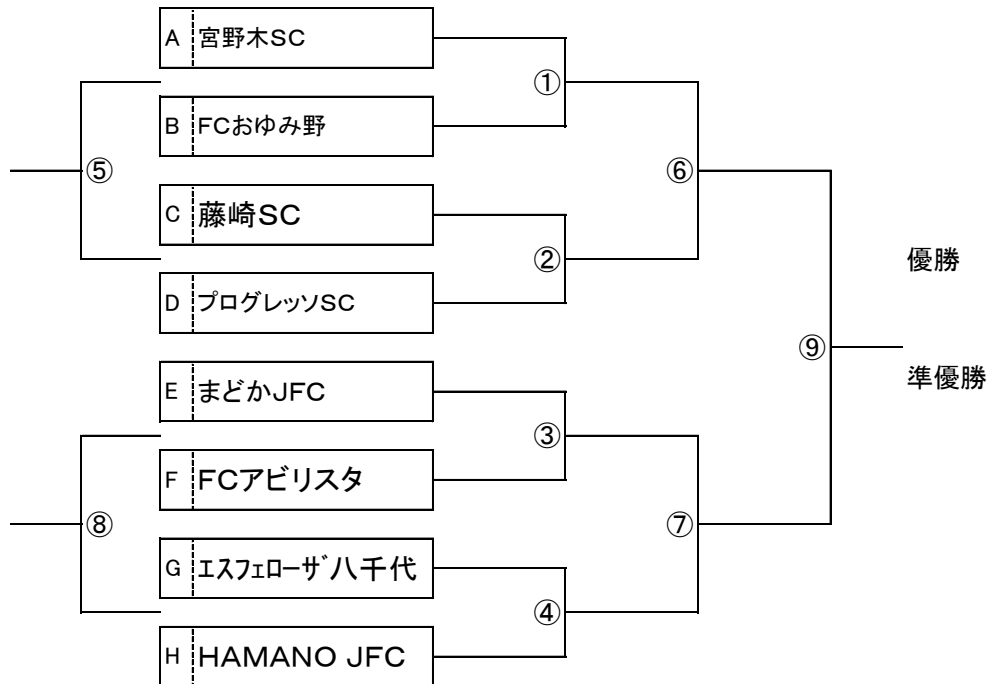 A 宮野木SC
①
B FCおゆみ野
⑤
⑥
C 藤崎SC
②
優勝
D プログレッソSC
⑨
準優勝
E まどかJFC
③
F FCアビリスタ
⑧
⑦
G エスフェローザ八千代
④
H HAMANO JFC